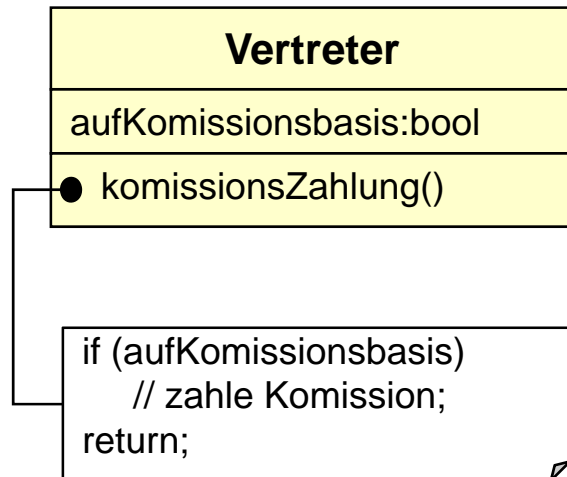 Vertreter
aufKomissionsbasis:bool
komissionsZahlung()
if (aufKomissionsbasis)
// zahle Komission;
return;